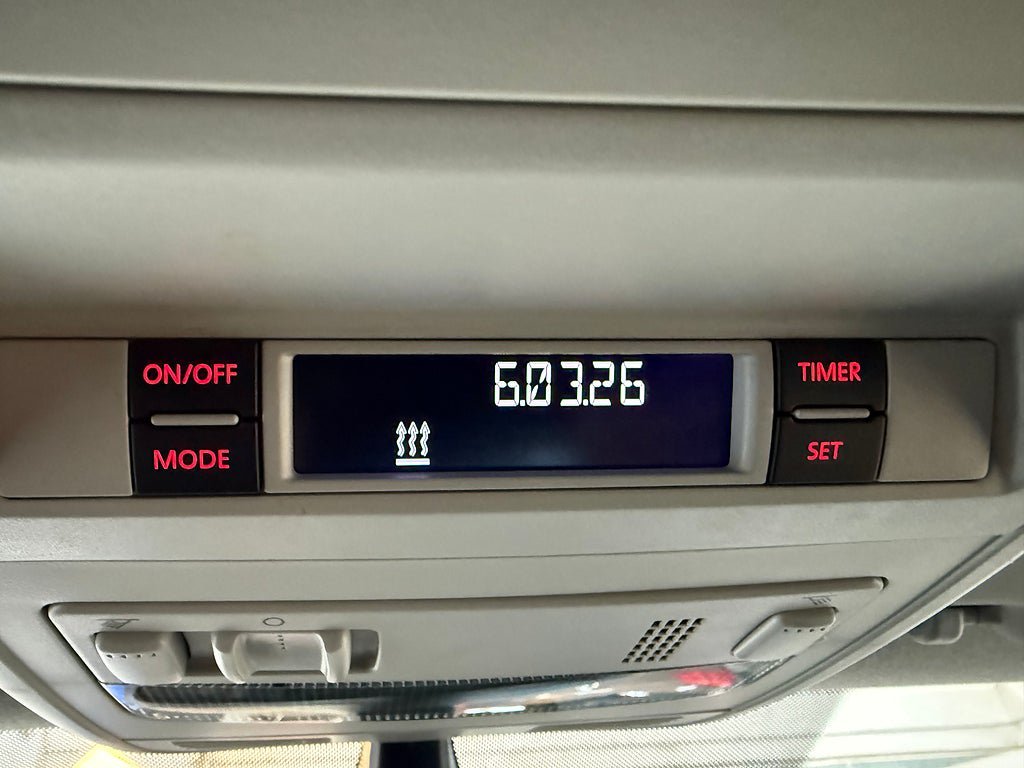 ON/OFF
MODE
6.03.26
TIMER
SET